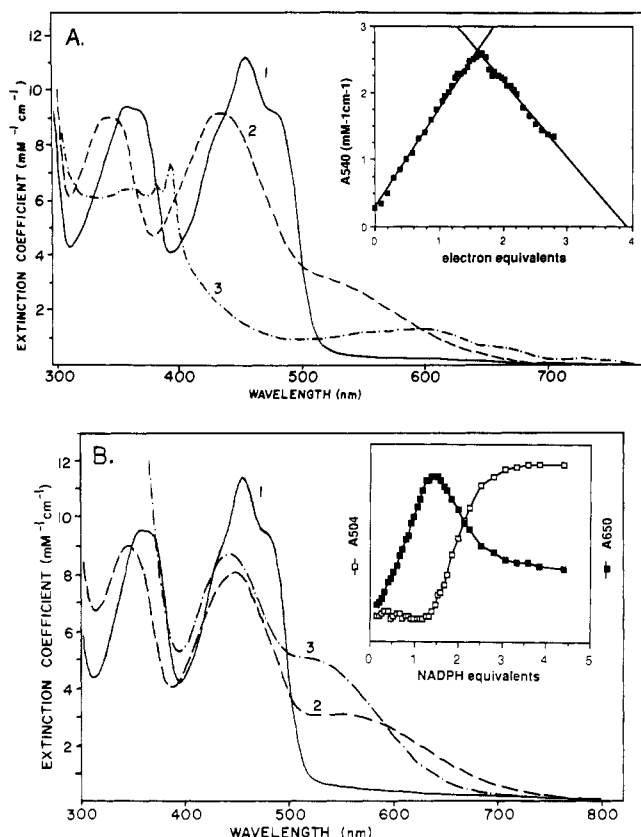 A.
EXTINCTION COEFFICIENT (mM⁻¹ cm⁻¹)
12
10
8
6
4
2
1
2
3
300 400 500 600 700
WAVELENGTH (nm)
A540 (mM-1cm-1)
3
2
1
0
0 1 2 3 4
electron equivalents
B.
EXTINCTION COEFFICIENT (mM⁻¹ cm⁻¹)
12
10
8
6
4
2
1
3
2
300 400 500 600 700 800
WAVELENGTH (nm)
A504
A650
0 1 2 3 4 5
NADPH equivalents